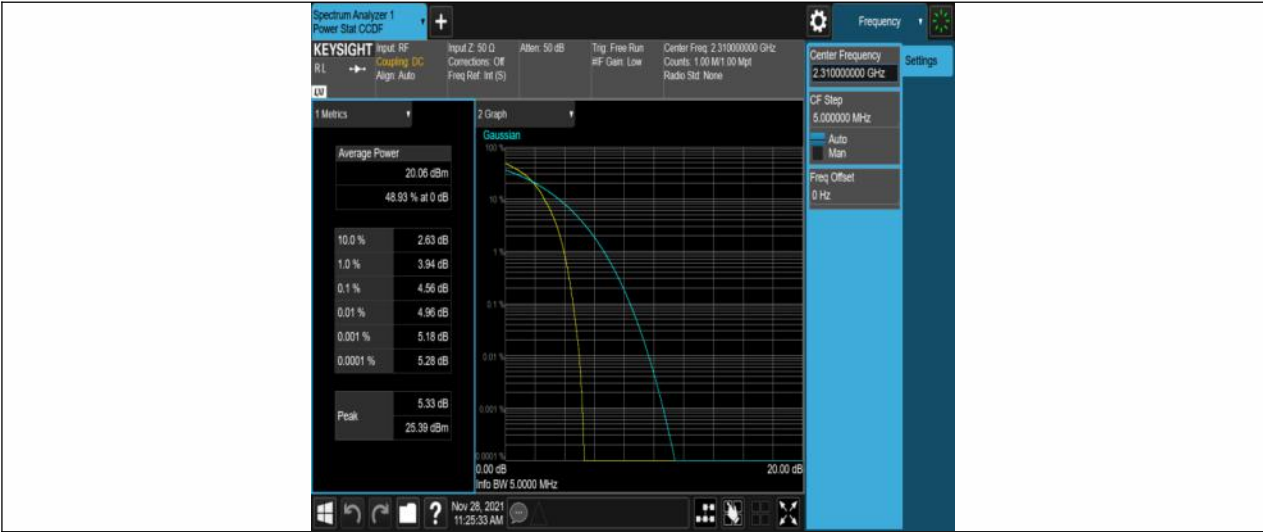 Spectrum Analyzer 1
Power Stat CCDF
Frequency
KEYSIGHT
R L
LV
Input: RF
Coupling: DC
Align: Auto
Input Z: 50 Ω
Corrections: Off
Freq Ref: Int (S)
Atten: 50 dB
Trig: Free Run
#IF Gain: Low
Center Freq: 2.310000000 GHz
Counts: 1.00 M/1.00 Mpt
Radio Std: None
Center Frequency
2.310000000 GHz
Settings
CF Step
5.000000 MHz
Auto
Man
Freq Offset
0 Hz
1 Metrics
Average Power
20.06 dBm
48.93 % at 0 dB
10.0 % 2.63 dB
1.0 % 3.94 dB
0.1 % 4.56 dB
0.01 % 4.96 dB
0.001 % 5.18 dB
0.0001 % 5.28 dB
Peak
5.33 dB
25.39 dBm
2 Graph
Gaussian
100 %
10 %
1 %
0.1 %
0.01 %
0.001 %
0.0001 %
0.00 dB
20.00 dB
Info BW 5.0000 MHz
?
Nov 28, 2021
11:25:33 AM